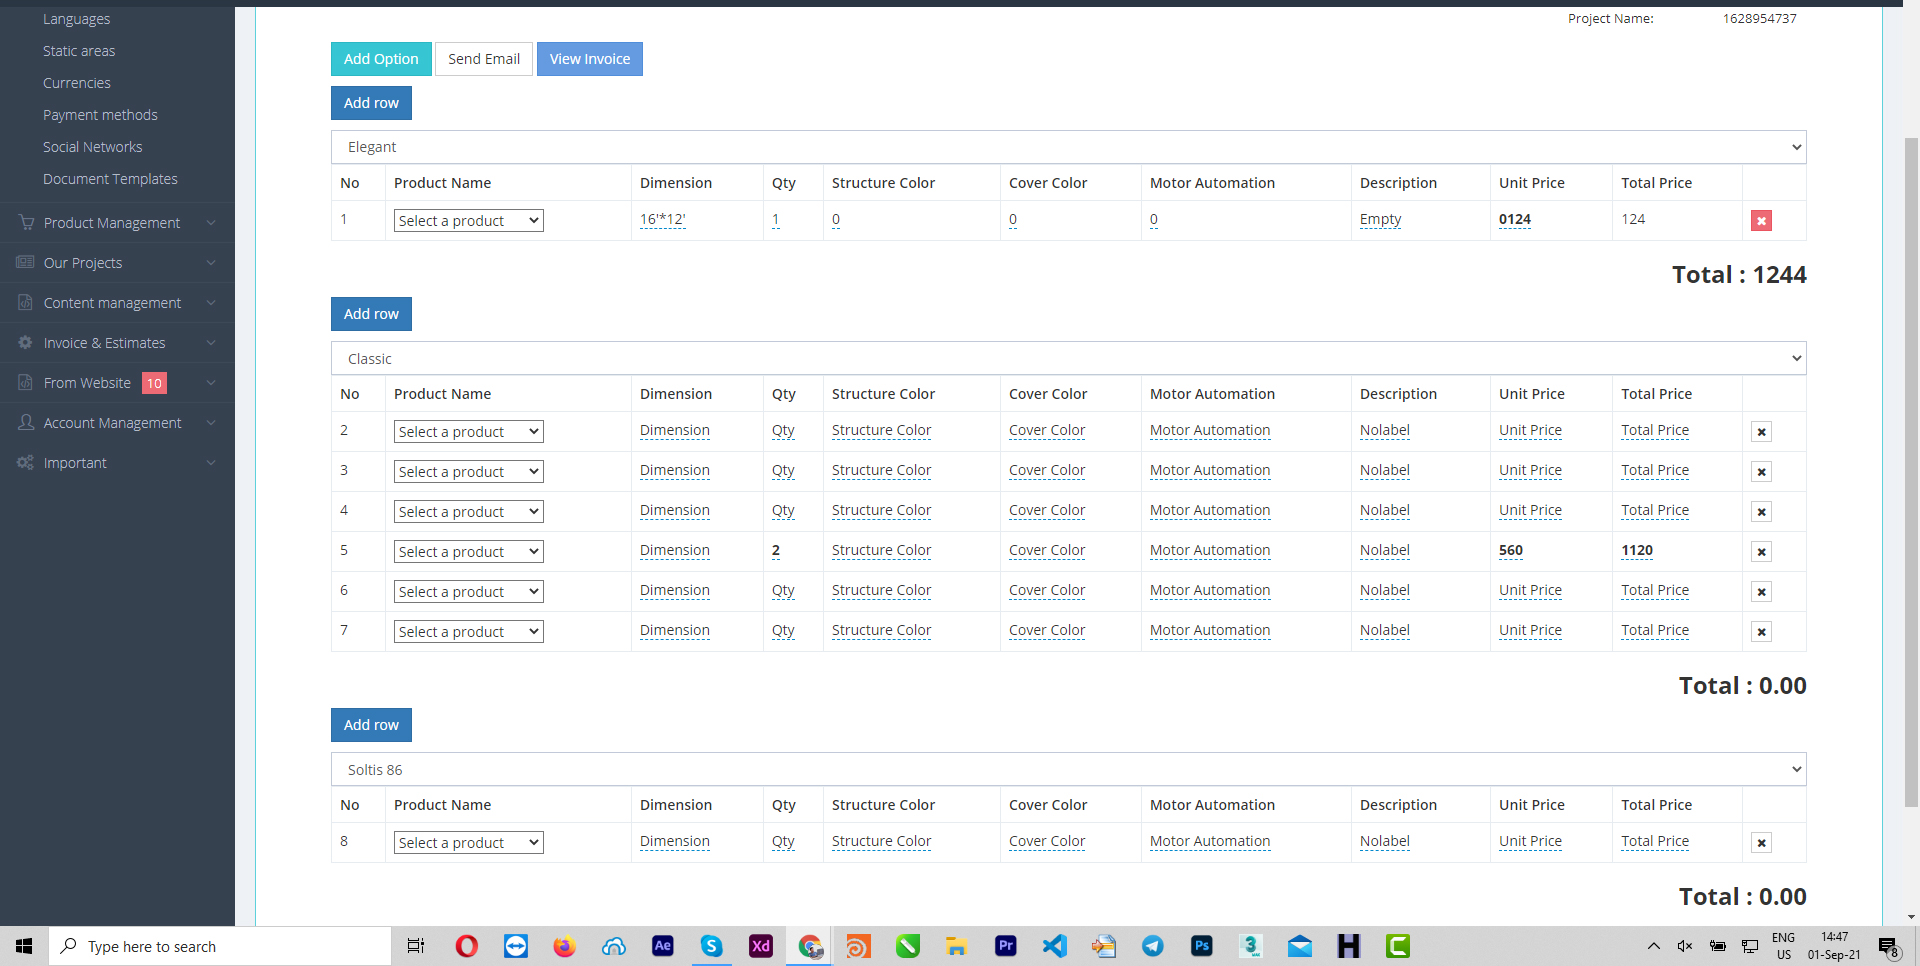 Languages
Static areas
Currencies
Payment methods
Social Networks
Document Templates
Product Management
Our Projects
Content management
Invoice & Estimates
From Website 10
Account Management
Important
Project Name: 1628954737
Add Option Send Email View Invoice
Add row
Elegant
No Product Name Dimension Qty Structure Color Cover Color Motor Automation Description Unit Price Total Price
1 Select a product 16'*12' 1 0 0 0 Empty 0124 124
Total : 1244
Add row
Classic
No Product Name Dimension Qty Structure Color Cover Color Motor Automation Description Unit Price Total Price
2 Select a product Dimension Qty Structure Color Cover Color Motor Automation Nolabel Unit Price Total Price
3 Select a product Dimension Qty Structure Color Cover Color Motor Automation Nolabel Unit Price Total Price
4 Select a product Dimension Qty Structure Color Cover Color Motor Automation Nolabel Unit Price Total Price
5 Select a product Dimension 2 Structure Color Cover Color Motor Automation Nolabel 560 1120
6 Select a product Dimension Qty Structure Color Cover Color Motor Automation Nolabel Unit Price Total Price
7 Select a product Dimension Qty Structure Color Cover Color Motor Automation Nolabel Unit Price Total Price
Total : 0.00
Add row
Soltis 86
No Product Name Dimension Qty Structure Color Cover Color Motor Automation Description Unit Price Total Price
8 Select a product Dimension Qty Structure Color Cover Color Motor Automation Nolabel Unit Price Total Price
Total : 0.00
Type here to search Ae Xd Pr Ps 3 ENG 14:47
US 01-Sep-21 8